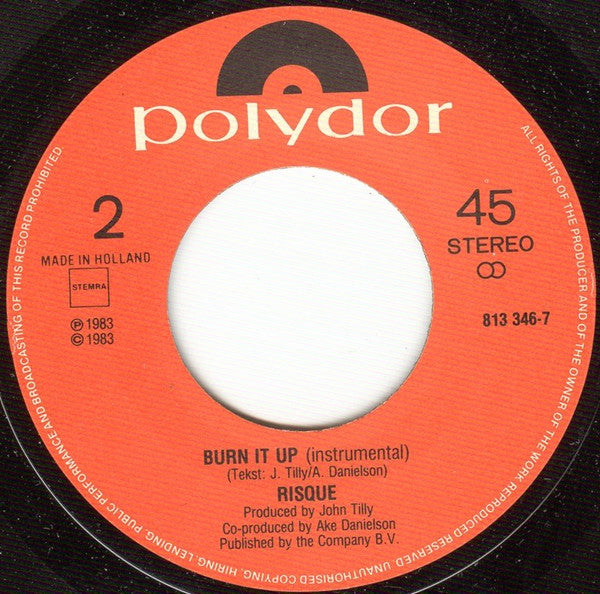 polydor
2
45
STEREO
MADE IN HOLLAND
STEMRA
℗ 1983
© 1983
813 346-7
BURN IT UP (instrumental)
(Tekst: J. Tilly/A. Danielson)
RISQUE
Produced by John Tilly
Co-produced by Ake Danielson
Published by the Company B.V.
ALL RIGHTS OF THE PRODUCER AND OF THE OWNER OF THE WORK REPRODUCED RESERVED UNAUTHORISED COPYING, HIRING, LENDING, PUBLIC PERFORMANCE AND BROADCASTING OF THIS RECORD PROHIBITED